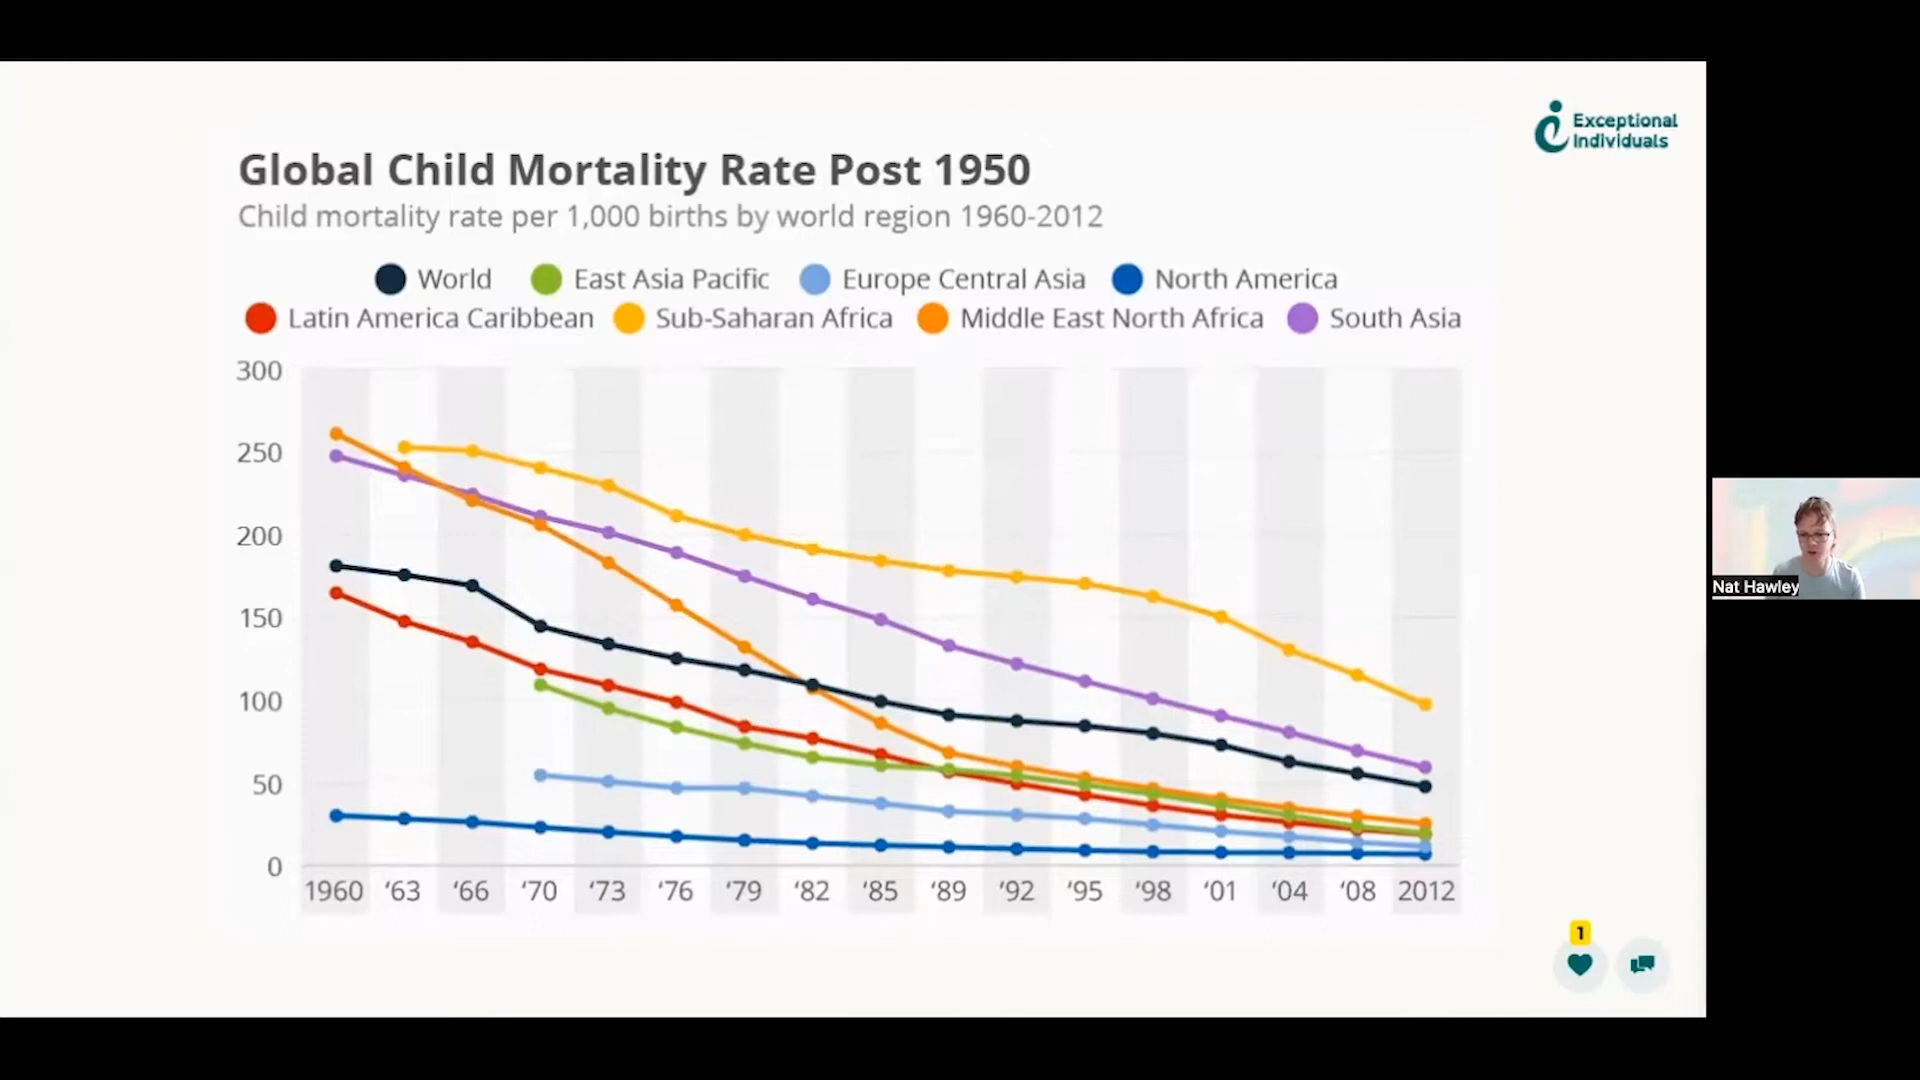 Exceptional
Individuals
Global Child Mortality Rate Post 1950
Child mortality rate per 1,000 births by world region 1960-2012
World East Asia Pacific Europe Central Asia North America
Latin America Caribbean Sub-Saharan Africa Middle East North Africa South Asia
300
250
200
150
100
50
0
1960 ‘63 ‘66 ‘70 ‘73 ‘76 ‘79 ‘82 ‘85 ‘89 ‘92 ‘95 ‘98 ‘01 ‘04 ‘08 2012
1
Nat Hawley